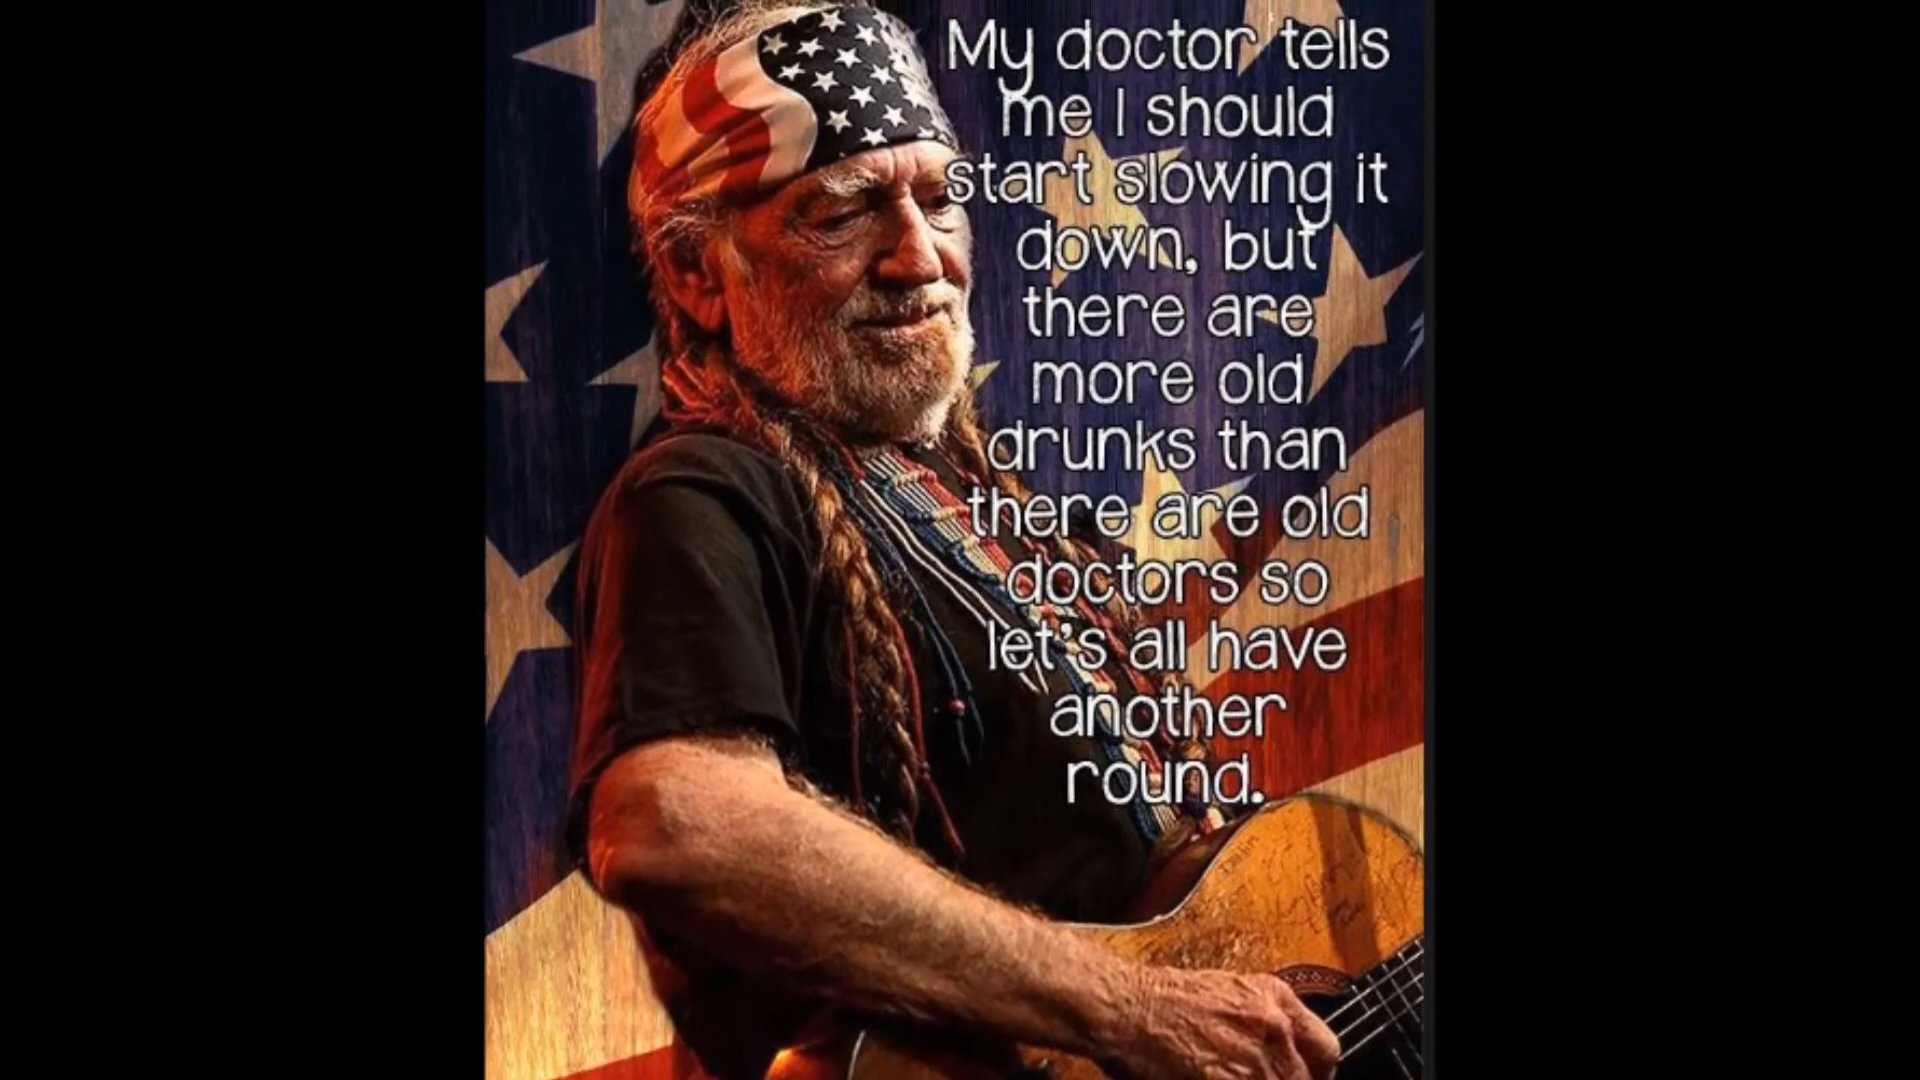 My doctor tells
me I should
start slowing it
down, but
there are
more old
drunks than
there are old
doctors so
let's all have
another
round.